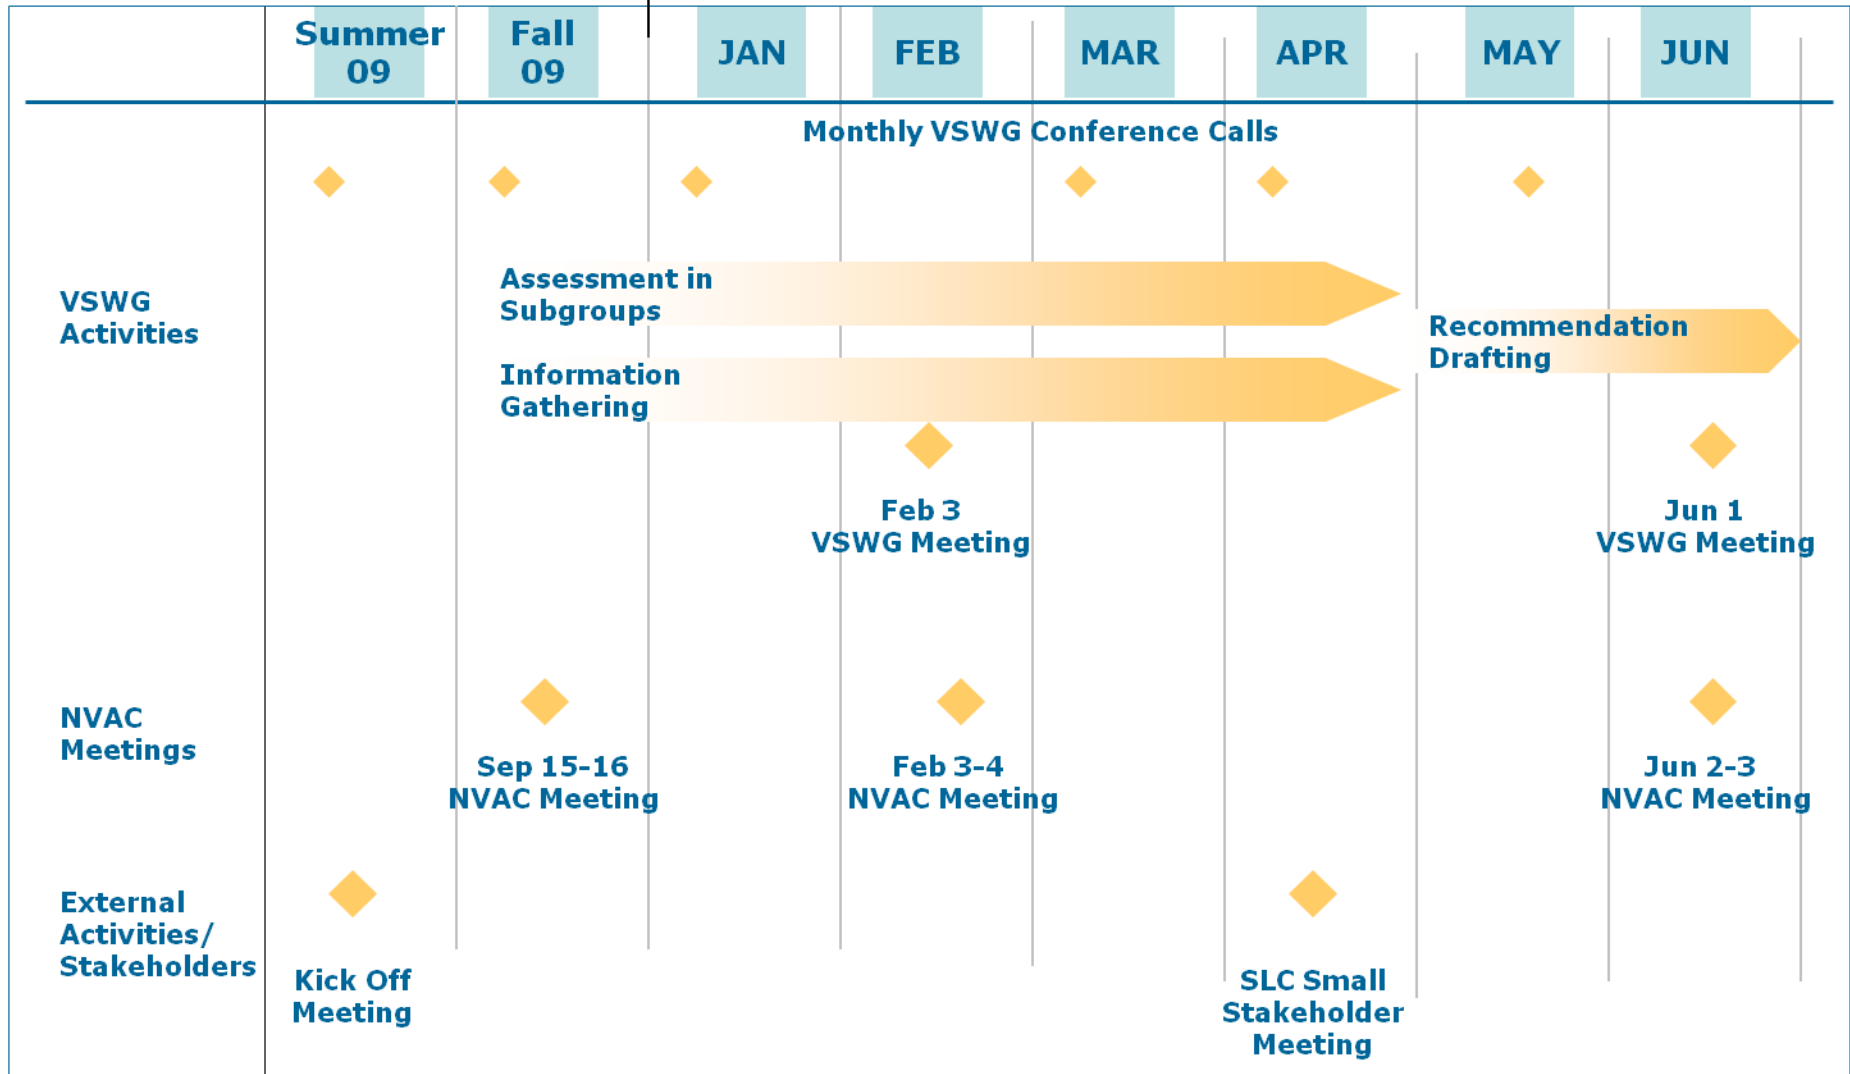 Summer
09
Fall
09
JAN
FEB
MAR
APR
MAY
JUN
Monthly VSWG Conference Calls
VSWG
Activities
Assessment in
Subgroups
Recommendation
Drafting
Information
Gathering
Feb 3
VSWG Meeting
Jun 1
VSWG Meeting
NVAC
Meetings
Sep 15-16
NVAC Meeting
Feb 3-4
NVAC Meeting
Jun 2-3
NVAC Meeting
External
Activities/
Stakeholders
Kick Off
Meeting
SLC Small
Stakeholder
Meeting